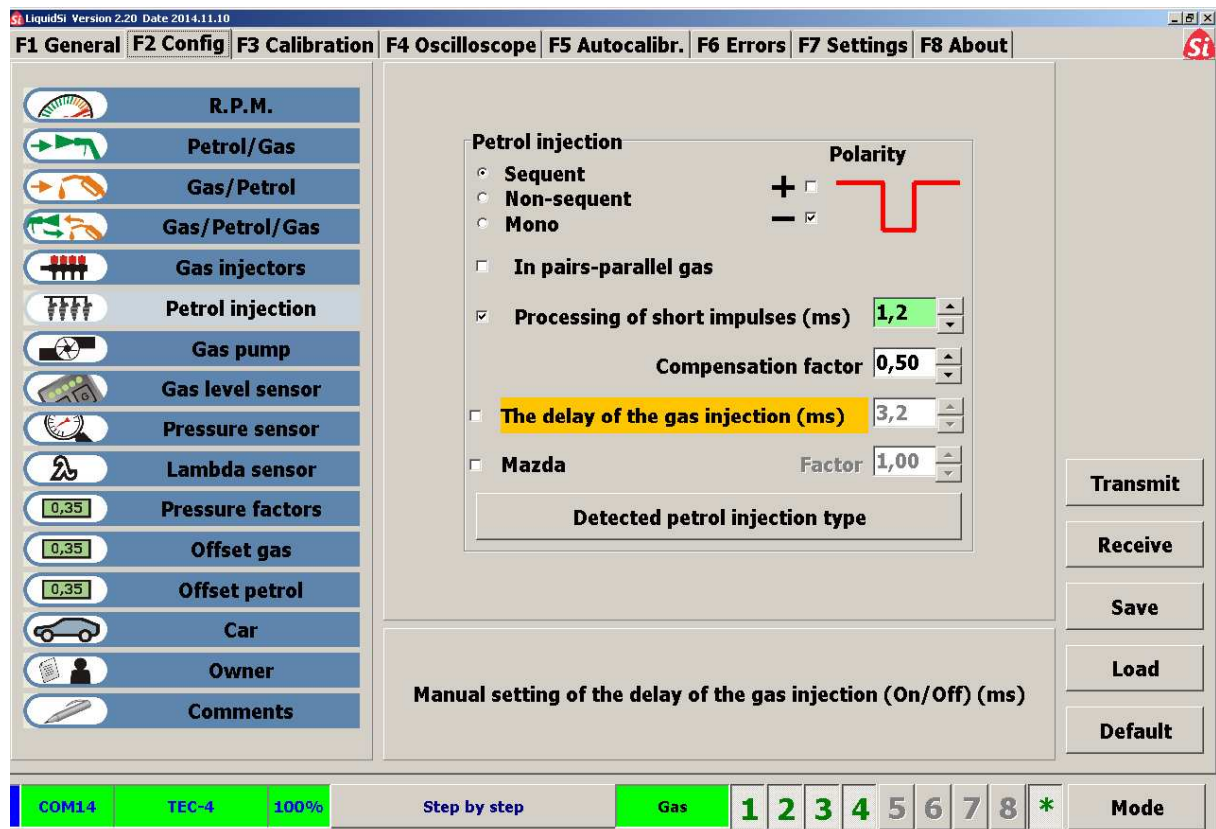 LiquidSi Version 2.20 Date 2014.11.10
F1 General F2 Config F3 Calibration F4 Oscilloscope F5 Autocalibr. F6 Errors F7 Settings F8 About
Si
R.P.M.
Petrol/Gas
Gas/Petrol
Gas/Petrol/Gas
Gas injectors
Petrol injection
Gas pump
Gas level sensor
Pressure sensor
Lambda sensor
0,35 Pressure factors
0,35 Offset gas
0,35 Offset petrol
Car
Owner
Comments
Petrol injection
Polarity
Sequent
Non-sequent
Mono
+
−
In pairs-parallel gas
Processing of short impulses (ms) 1,2
Compensation factor 0,50
The delay of the gas injection (ms) 3,2
Mazda Factor 1,00
Detected petrol injection type
Manual setting of the delay of the gas injection (On/Off) (ms)
Transmit
Receive
Save
Load
Default
COM14 TEC-4 100% Step by step Gas 1 2 3 4 5 6 7 8 * Mode